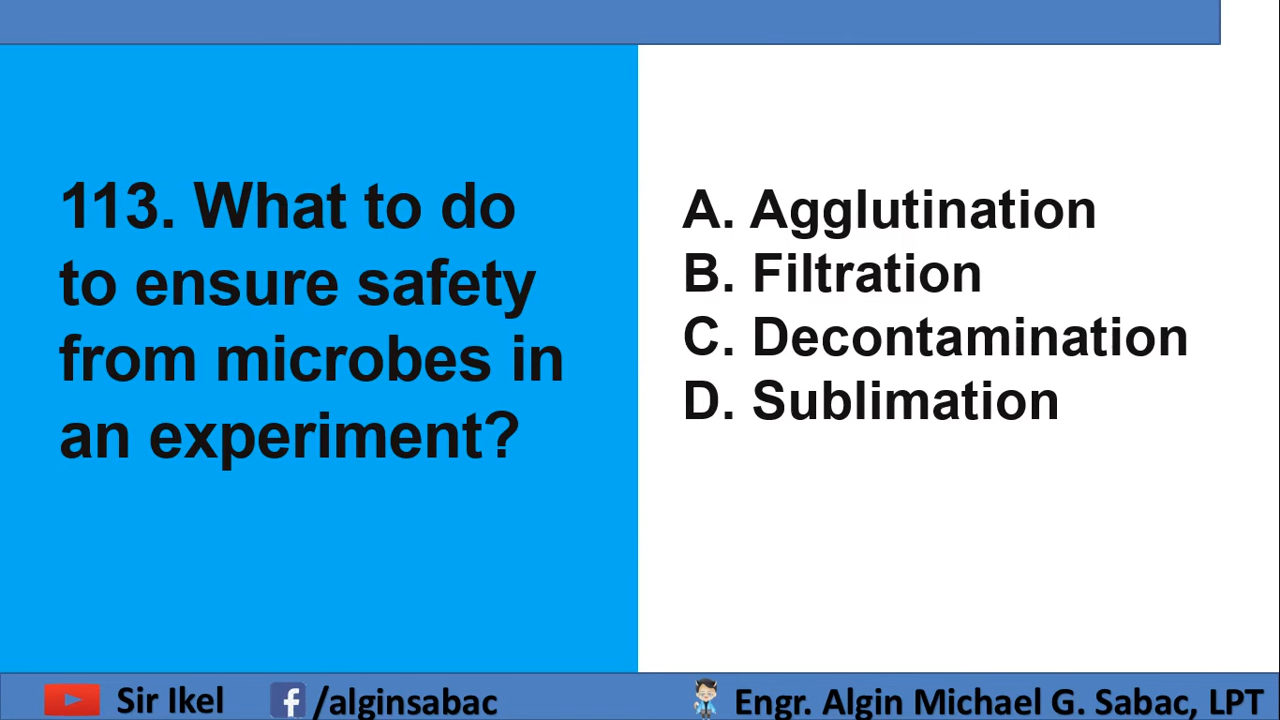 113. What to do
to ensure safety
from microbes in
an experiment?
A. Agglutination
B. Filtration
C. Decontamination
D. Sublimation
Sir Ikel
/alginsabac
Engr. Algin Michael G. Sabac, LPT